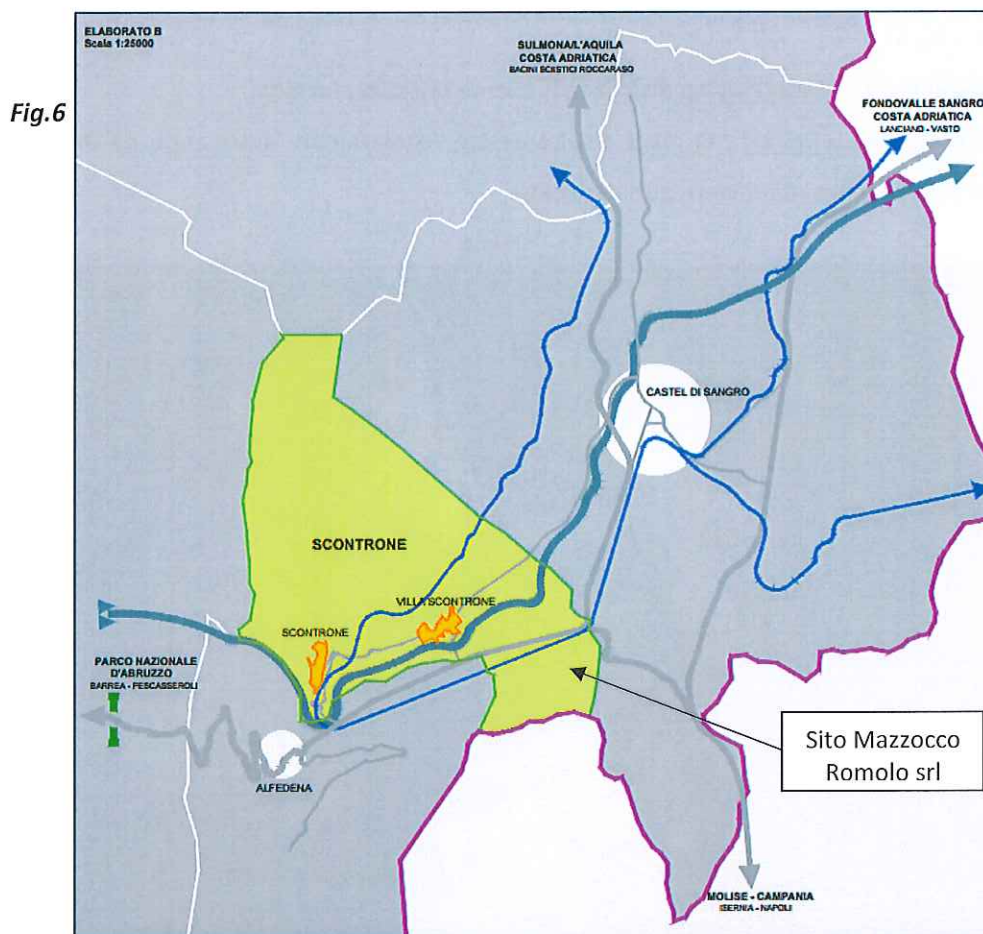 ELABORATO B
Scala 1:25000
Fig.6
SULMONA/L'AQUILA
COSTA ADRIATICA
BACINI SCIISTICI ROCCARASO
FONDOVALLE SANGRO
COSTA ADRIATICA
LANCIANO - VASTO
CASTEL DI SANGRO
SCONTRONE
VILLA SCONTRONE
SCONTRONE
PARCO NAZIONALE
D'ABRUZZO
BARREA - PESCASSEROLI
ALFEDENA
Sito Mazzocco
Romolo srl
MOLISE - CAMPANIA
ISERNIA - NAPOLI